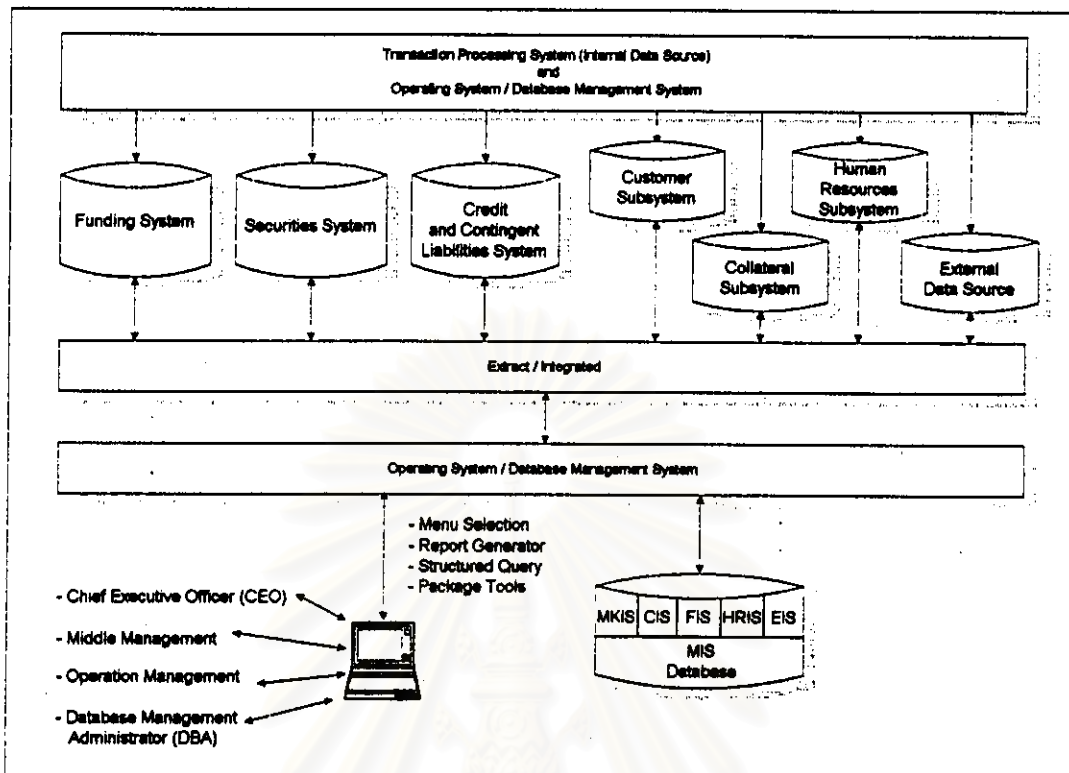 Transaction Processing System (Internal Data Source)
and
Operating System / Database Management System
Funding System
Securities System
Credit
and Contingent
Liabilities System
Customer
Subsystem
Collateral
Subsystem
Human
Resources
Subsystem
External
Data Source
Extract / Integrated
Operating System / Database Management System
- Menu Selection
- Report Generator
- Structured Query
- Package Tools
- Chief Executive Officer (CEO)
- Middle Management
- Operation Management
- Database Management
Administrator (DBA)
MKIS CIS FIS HRIS EIS
MIS
Database